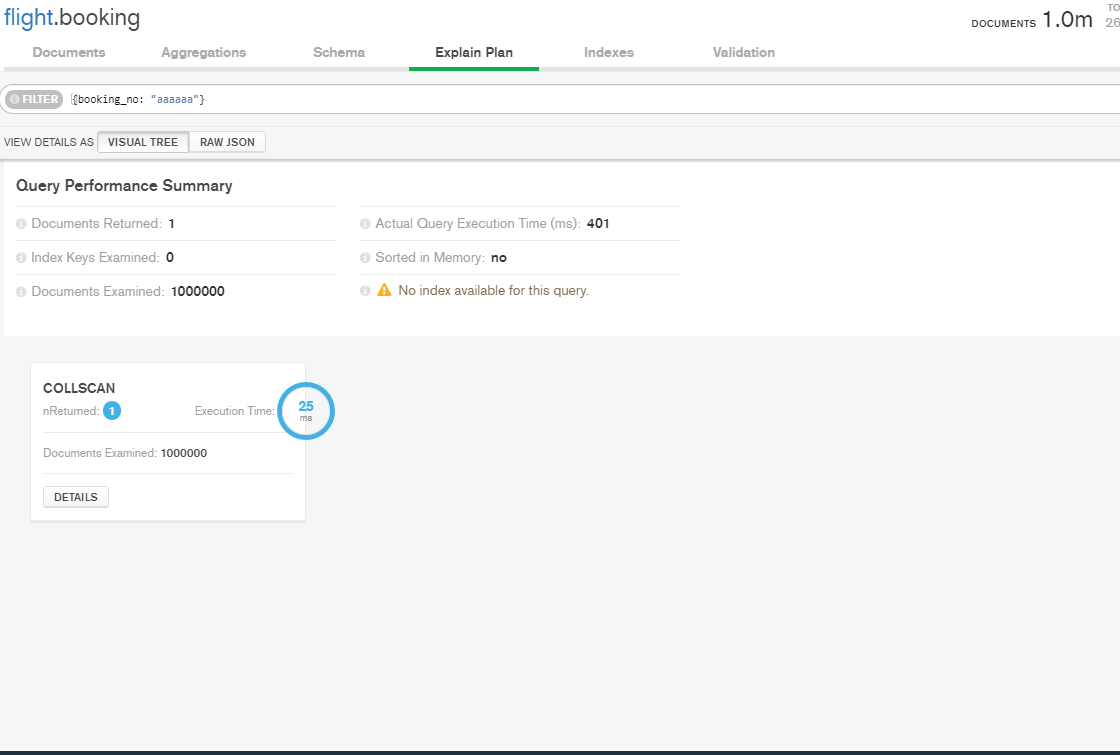 flight.booking
DOCUMENTS 1.0m
TO
26
Documents Aggregations Schema Explain Plan Indexes Validation
FILTER {booking_no: "aaaaaa"}
VIEW DETAILS AS VISUAL TREE RAW JSON
Query Performance Summary
Documents Returned: 1
Index Keys Examined: 0
Documents Examined: 1000000
Actual Query Execution Time (ms): 401
Sorted in Memory: no
No index available for this query.
COLLSCAN
nReturned: 1 Execution Time: 25 ms
Documents Examined: 1000000
DETAILS